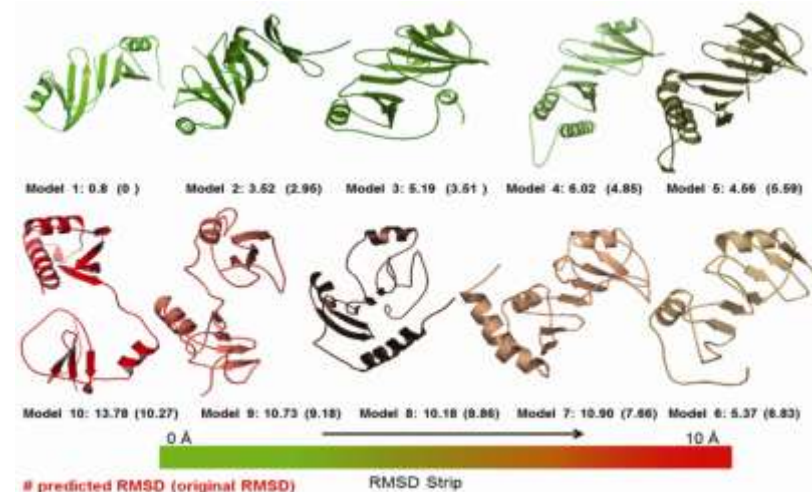 Model 1: 0.8 (0 )
Model 2: 3.52 (2.95)
Model 3: 5.19 (3.51 )
Model 4: 6.02 (4.85)
Model 5: 4.56 (5.59)
Model 10: 13.78 (10.27)
Model 9: 10.73 (9.18)
Model 8: 10.18 (8.86)
Model 7: 10.90 (7.66)
Model 6: 5.37 (6.83)
0 Å
10 Å
# predicted RMSD (original RMSD)
RMSD Strip